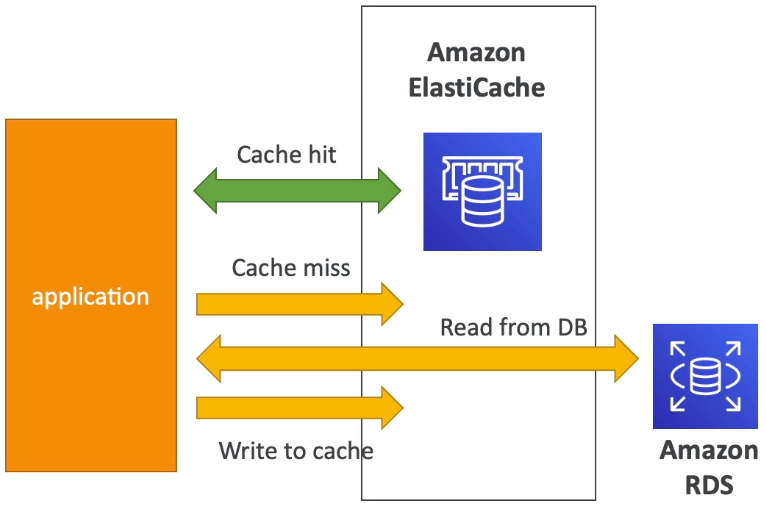 Amazon
ElastiCache
Cache hit
Cache miss
application
Read from DB
Write to cache
Amazon
RDS